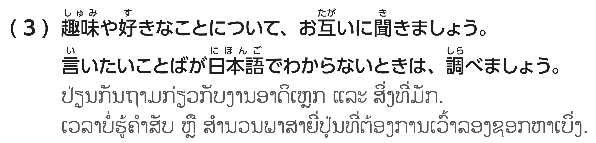 (3) 趣味や好きなことについて、お互いに聞きましょう。
言いたいことばが日本語でわからないときは、調べましょう。
ປ່ຽນກັນຖາມກ່ຽວກັບງານອາດິເຫຼກ ແລະ ສິ່ງທີ່ມັກ.
ເວລາບໍ່ຮູ້ຄຳສັບ ຫຼື ສຳນວນພາສາຍີ່ປຸ່ນທີ່ຕ້ອງການເວົ້າລອງຊອກຫາເບິ່ງ.